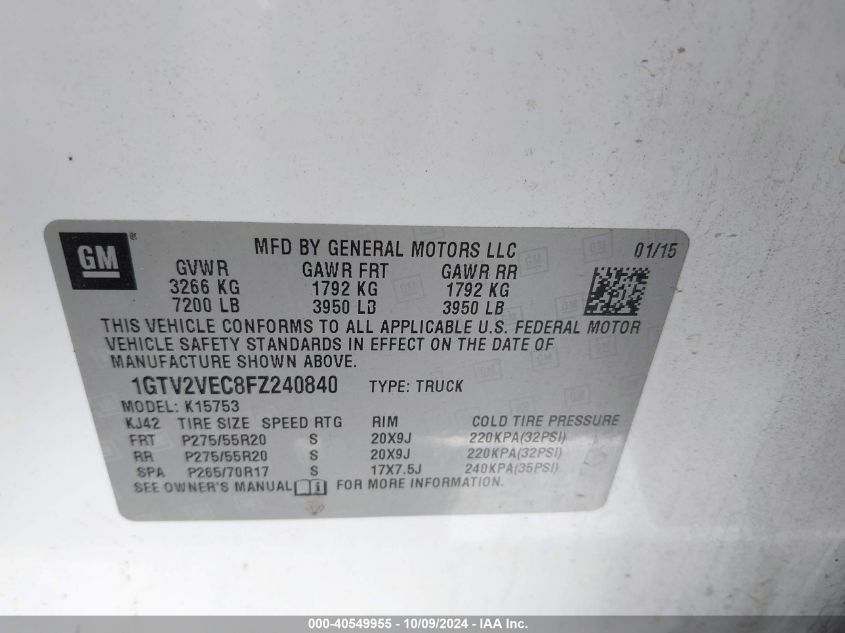 GM ® MFD BY GENERAL MOTORS LLC 01/15
GVWR GAWR FRT GAWR RR
3266 KG 1792 KG 1792 KG
7200 LB 3950 LB 3950 LB
THIS VEHICLE CONFORMS TO ALL APPLICABLE U.S. FEDERAL MOTOR
VEHICLE SAFETY STANDARDS IN EFFECT ON THE DATE OF
MANUFACTURE SHOWN ABOVE.
1GTV2VEC8FZ240840 TYPE: TRUCK
MODEL: K15753
KJ42 TIRE SIZE SPEED RTG RIM COLD TIRE PRESSURE
FRT P275/55R20 S 20X9J 220KPA(32PSI)
RR P275/55R20 S 20X9J 220KPA(32PSI)
SPA P265/70R17 S 17X7.5J 240KPA(35PSI)
SEE OWNER'S MANUAL FOR MORE INFORMATION.
000-40549955 - 10/09/2024 - IAA Inc.